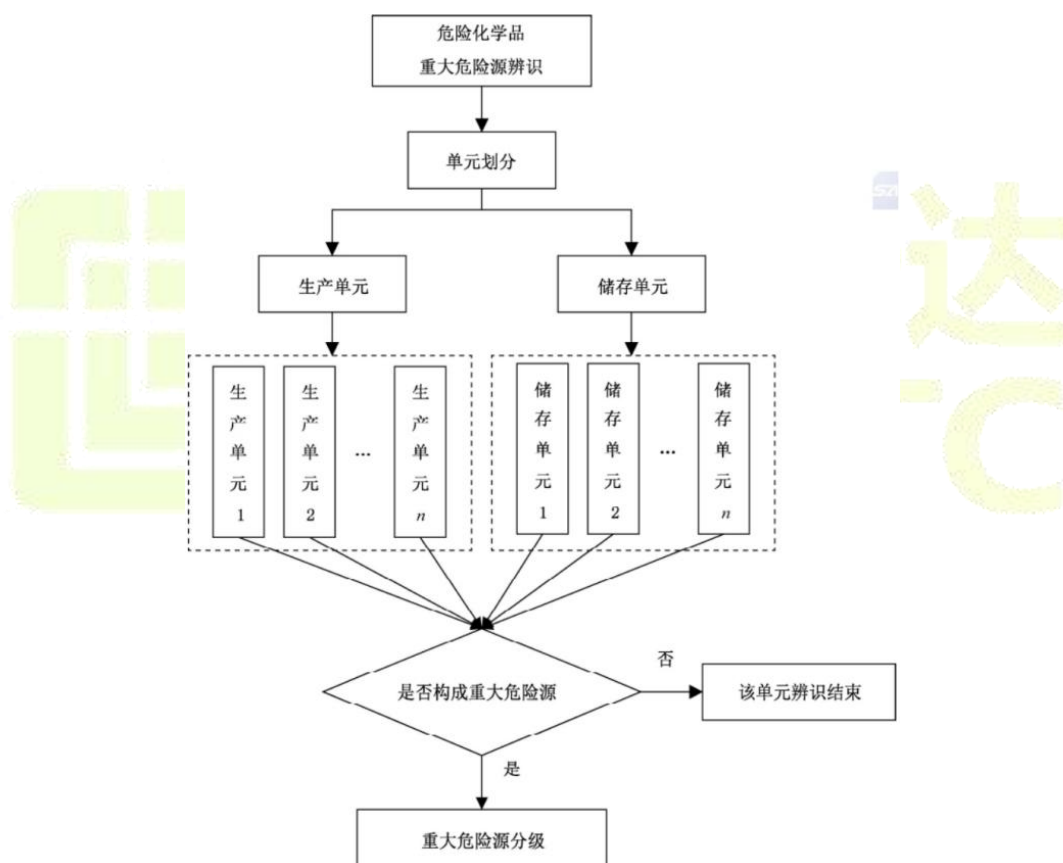 危险化学品
重大危险源辨识
单元划分
生产单元
储存单元
生产单元1
生产单元2
...
生产单元n
储存单元1
储存单元2
...
储存单元n
是否构成重大危险源
否
该单元辨识结束
是
重大危险源分级
达